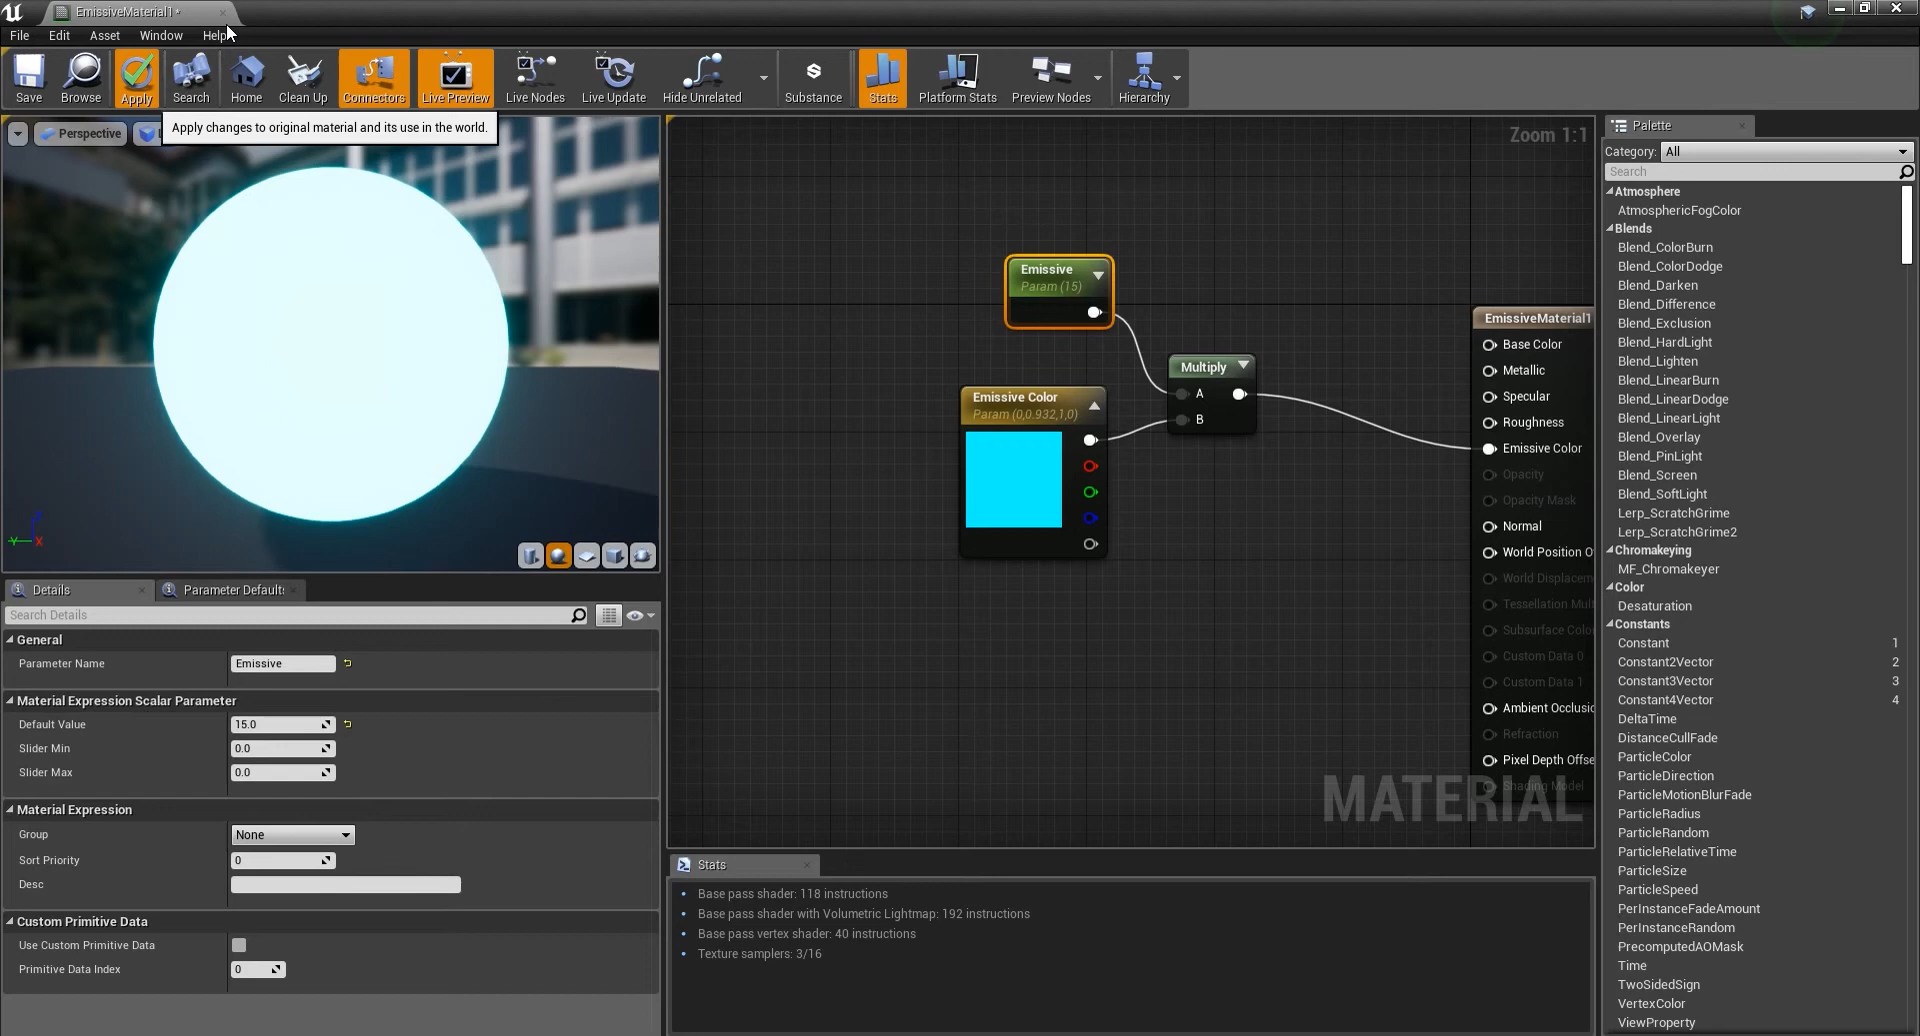 EmissiveMaterial1*
File Edit Asset Window Help
Save Browse Apply Search Home Clean Up Connectors Live Preview Live Nodes Live Update Hide Unrelated Substance Stats Platform Stats Preview Nodes Hierarchy
Apply changes to original material and its use in the world.
Perspective
Y X
Zoom 1:1
Emissive
Param (15)
Emissive Color
Param (0,0.932,1,0)
Multiply
A
B
EmissiveMaterial1
Base Color
Metallic
Specular
Roughness
Emissive Color
Opacity
Opacity Mask
Normal
World Position O
World Displacem
Tessellation Mult
Subsurface Colo
Custom Data 0
Custom Data 1
Ambient Occlusio
Refraction
Pixel Depth Offse
Shading Model
MATERIAL
Details
Parameter Default
Search Details
General
Parameter Name Emissive
Material Expression Scalar Parameter
Default Value 15.0
Slider Min 0.0
Slider Max 0.0
Material Expression
Group None
Sort Priority 0
Desc
Custom Primitive Data
Use Custom Primitive Data
Primitive Data Index 0
Stats
Base pass shader: 118 instructions
Base pass shader with Volumetric Lightmap: 192 instructions
Base pass vertex shader: 40 instructions
Texture samplers: 3/16
Palette
Category: All
Search
Atmosphere
AtmosphericFogColor
Blends
Blend_ColorBurn
Blend_ColorDodge
Blend_Darken
Blend_Difference
Blend_Exclusion
Blend_HardLight
Blend_Lighten
Blend_LinearBurn
Blend_LinearDodge
Blend_LinearLight
Blend_Overlay
Blend_PinLight
Blend_Screen
Blend_SoftLight
Lerp_ScratchGrime
Lerp_ScratchGrime2
Chromakeying
MF_Chromakeyer
Color
Desaturation
Constants
Constant 1
Constant2Vector 2
Constant3Vector 3
Constant4Vector 4
DeltaTime
DistanceCullFade
ParticleColor
ParticleDirection
ParticleMotionBlurFade
ParticleRadius
ParticleRandom
ParticleRelativeTime
ParticleSize
ParticleSpeed
PerInstanceFadeAmount
PerInstanceRandom
PrecomputedAOMask
Time
TwoSidedSign
VertexColor
ViewProperty